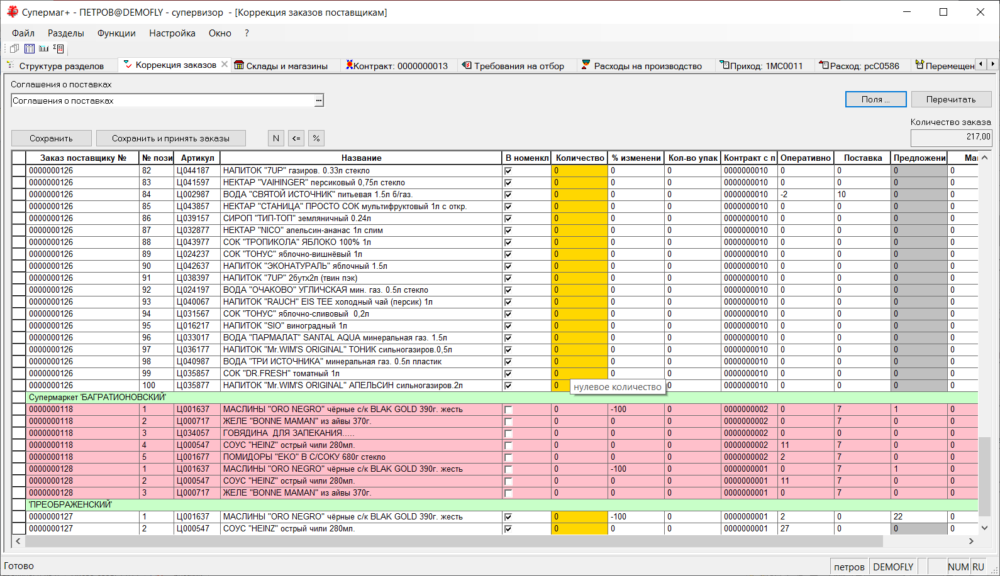 Супермаг+ - ПЕТРОВ@DEMOFLY - супервизор - [Коррекция заказов поставщикам]
Файл Разделы Функции Настройка Окно ?
Структура разделов Коррекция заказов Склады и магазины Контракт: 0000000013 Требования на отбор Расходы на производство Приход: 1МС0011 Расход: рсС0586 Перемещен
Соглашения о поставках
Соглашения о поставках ...
Поля ... Перечитать
Количество заказа
217,00
Сохранить Сохранить и принять заказы N <= %
Заказ поставщику № № пози Артикул Название В номенкл Количество % изменени Кол-во упак Контракт с п Оперативно Поставка Предложени Ма
0000000126 82 Ц044187 НАПИТОК "7UP" газиров. 0.33л стекло 0 0 0 0000000010 0 0 0 0
0000000126 83 Ц041597 НЕКТАР "VAIHINGER" персиковый 0,75л стекло 0 0 0 0000000010 0 0 0 0
0000000126 84 Ц002987 ВОДА "СВЯТОЙ ИСТОЧНИК" питьевая 1.5л б/газ. 0 0 0 0000000010 -2 10 0 0
0000000126 85 Ц043857 НЕКТАР "СТАНИЦА" ПРОСТО СОК мультифруктовый 1л с откр. 0 0 0 0000000010 0 0 0 0
0000000126 86 Ц039157 СИРОП "ТИП-ТОП" земляничный 0.24л 0 0 0 0000000010 0 0 0 0
0000000126 87 Ц032877 НЕКТАР "NICO" апельсин-ананас 1л слим 0 0 0 0000000010 0 0 0 0
0000000126 88 Ц043977 СОК "ТРОПИКОЛА" ЯБЛОКО 100% 1л 0 0 0 0000000010 0 0 0 0
0000000126 89 Ц024237 СОК "ТОНУС" яблочно-вишнёвый 1л 0 0 0 0000000010 0 0 0 0
0000000126 90 Ц042637 НАПИТОК "ЭКОНАТУРАЛЬ" яблочный 1.5л 0 0 0 0000000010 0 0 0 0
0000000126 91 Ц038397 НАПИТОК "7UP" 2бутх2л (твин пэк) 0 0 0 0000000010 0 0 0 0
0000000126 92 Ц024197 ВОДА "ОЧАКОВО" УГЛИЧСКАЯ мин. газ. 0.5л стекло 0 0 0 0000000010 0 0 0 0
0000000126 93 Ц040067 НАПИТОК "RAUCH" EIS TEE холодный чай (персик) 1л 0 0 0 0000000010 0 0 0 0
0000000126 94 Ц031567 СОК "ТОНУС" яблочно-сливовый 0,2л 0 0 0 0000000010 0 0 0 0
0000000126 95 Ц016217 НАПИТОК "SIO" виноградный 1л 0 0 0 0000000010 0 0 0 0
0000000126 96 Ц033017 ВОДА "ПАРМАЛАТ" SANTAL AQUA минеральная газ. 1.5л 0 0 0 0000000010 0 0 0 0
0000000126 97 Ц036177 НАПИТОК "Mr.WIM'S ORIGINAL" ТОНИК сильногазиров.0,5л 0 0 0 0000000010 0 0 0 0
0000000126 98 Ц040987 ВОДА "ТРИ ИСТОЧНИКА" минеральная газ. 0.5л пластик 0 0 0 0000000010 0 0 0 0
0000000126 99 Ц035857 СОК "DR.FRESH" томатный 1л 0 0 0 0000000010 0 0 0 0
0000000126 100 Ц035877 НАПИТОК "Mr.WIM'S ORIGINAL" АПЕЛЬСИН сильногазиров.2л 0 0 0000000010 0 0 0 0
нулевое количество
Супермаркет 'БАГРАТИОНОВСКИЙ'
0000000118 1 Ц001637 МАСЛИНЫ "ORO NEGRO" чёрные с/к BLAK GOLD 390г. жесть 0 -100 0 0000000002 0 7 1 0
0000000118 2 Ц000717 ЖЕЛЕ "BONNE MAMAN" из айвы 370г. 0 0 0 0000000002 0 7 0 0
0000000118 3 Ц034057 ГОВЯДИНА ДЛЯ ЗАПЕКАНИЯ..... 0 0 0 0000000002 0 0 0 0
0000000118 4 Ц000547 СОУС "HEINZ" острый чили 280мл. 0 0 0 0000000002 11 7 0 0
0000000118 5 Ц001677 ПОМИДОРЫ "EKO" В С/СОКУ 680г стекло 0 0 0 0000000002 2 7 0 0
0000000128 1 Ц001637 МАСЛИНЫ "ORO NEGRO" чёрные с/к BLAK GOLD 390г. жесть 0 -100 0 0000000001 0 7 1 0
0000000128 2 Ц000547 СОУС "HEINZ" острый чили 280мл. 0 0 0 0000000001 11 7 0 0
0000000128 3 Ц000717 ЖЕЛЕ "BONNE MAMAN" из айвы 370г. 0 0 0 0000000001 0 7 0 0
'ПРЕОБРАЖЕНСКИЙ'
0000000127 1 Ц001637 МАСЛИНЫ "ORO NEGRO" чёрные с/к BLAK GOLD 390г. жесть 0 -100 0 0000000001 2 0 22 0
0000000127 2 Ц000547 СОУС "HEINZ" острый чили 280мл. 0 0 0 0000000001 27 0 0 0
Готово петров DEMOFLY NUM RU